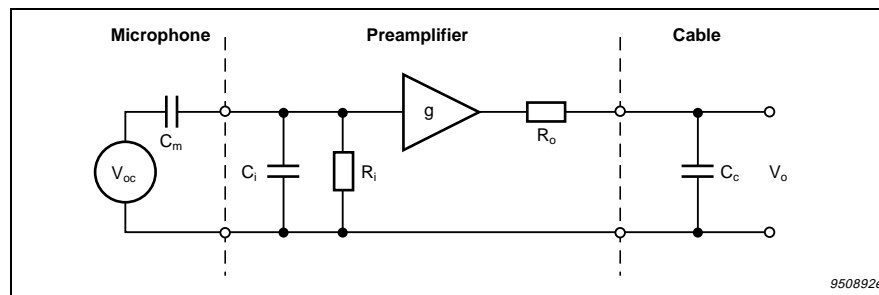 Microphone
Preamplifier
Cable
g
C_m
R_o
V_oc
C_i
R_i
C_c
V_o
950892e